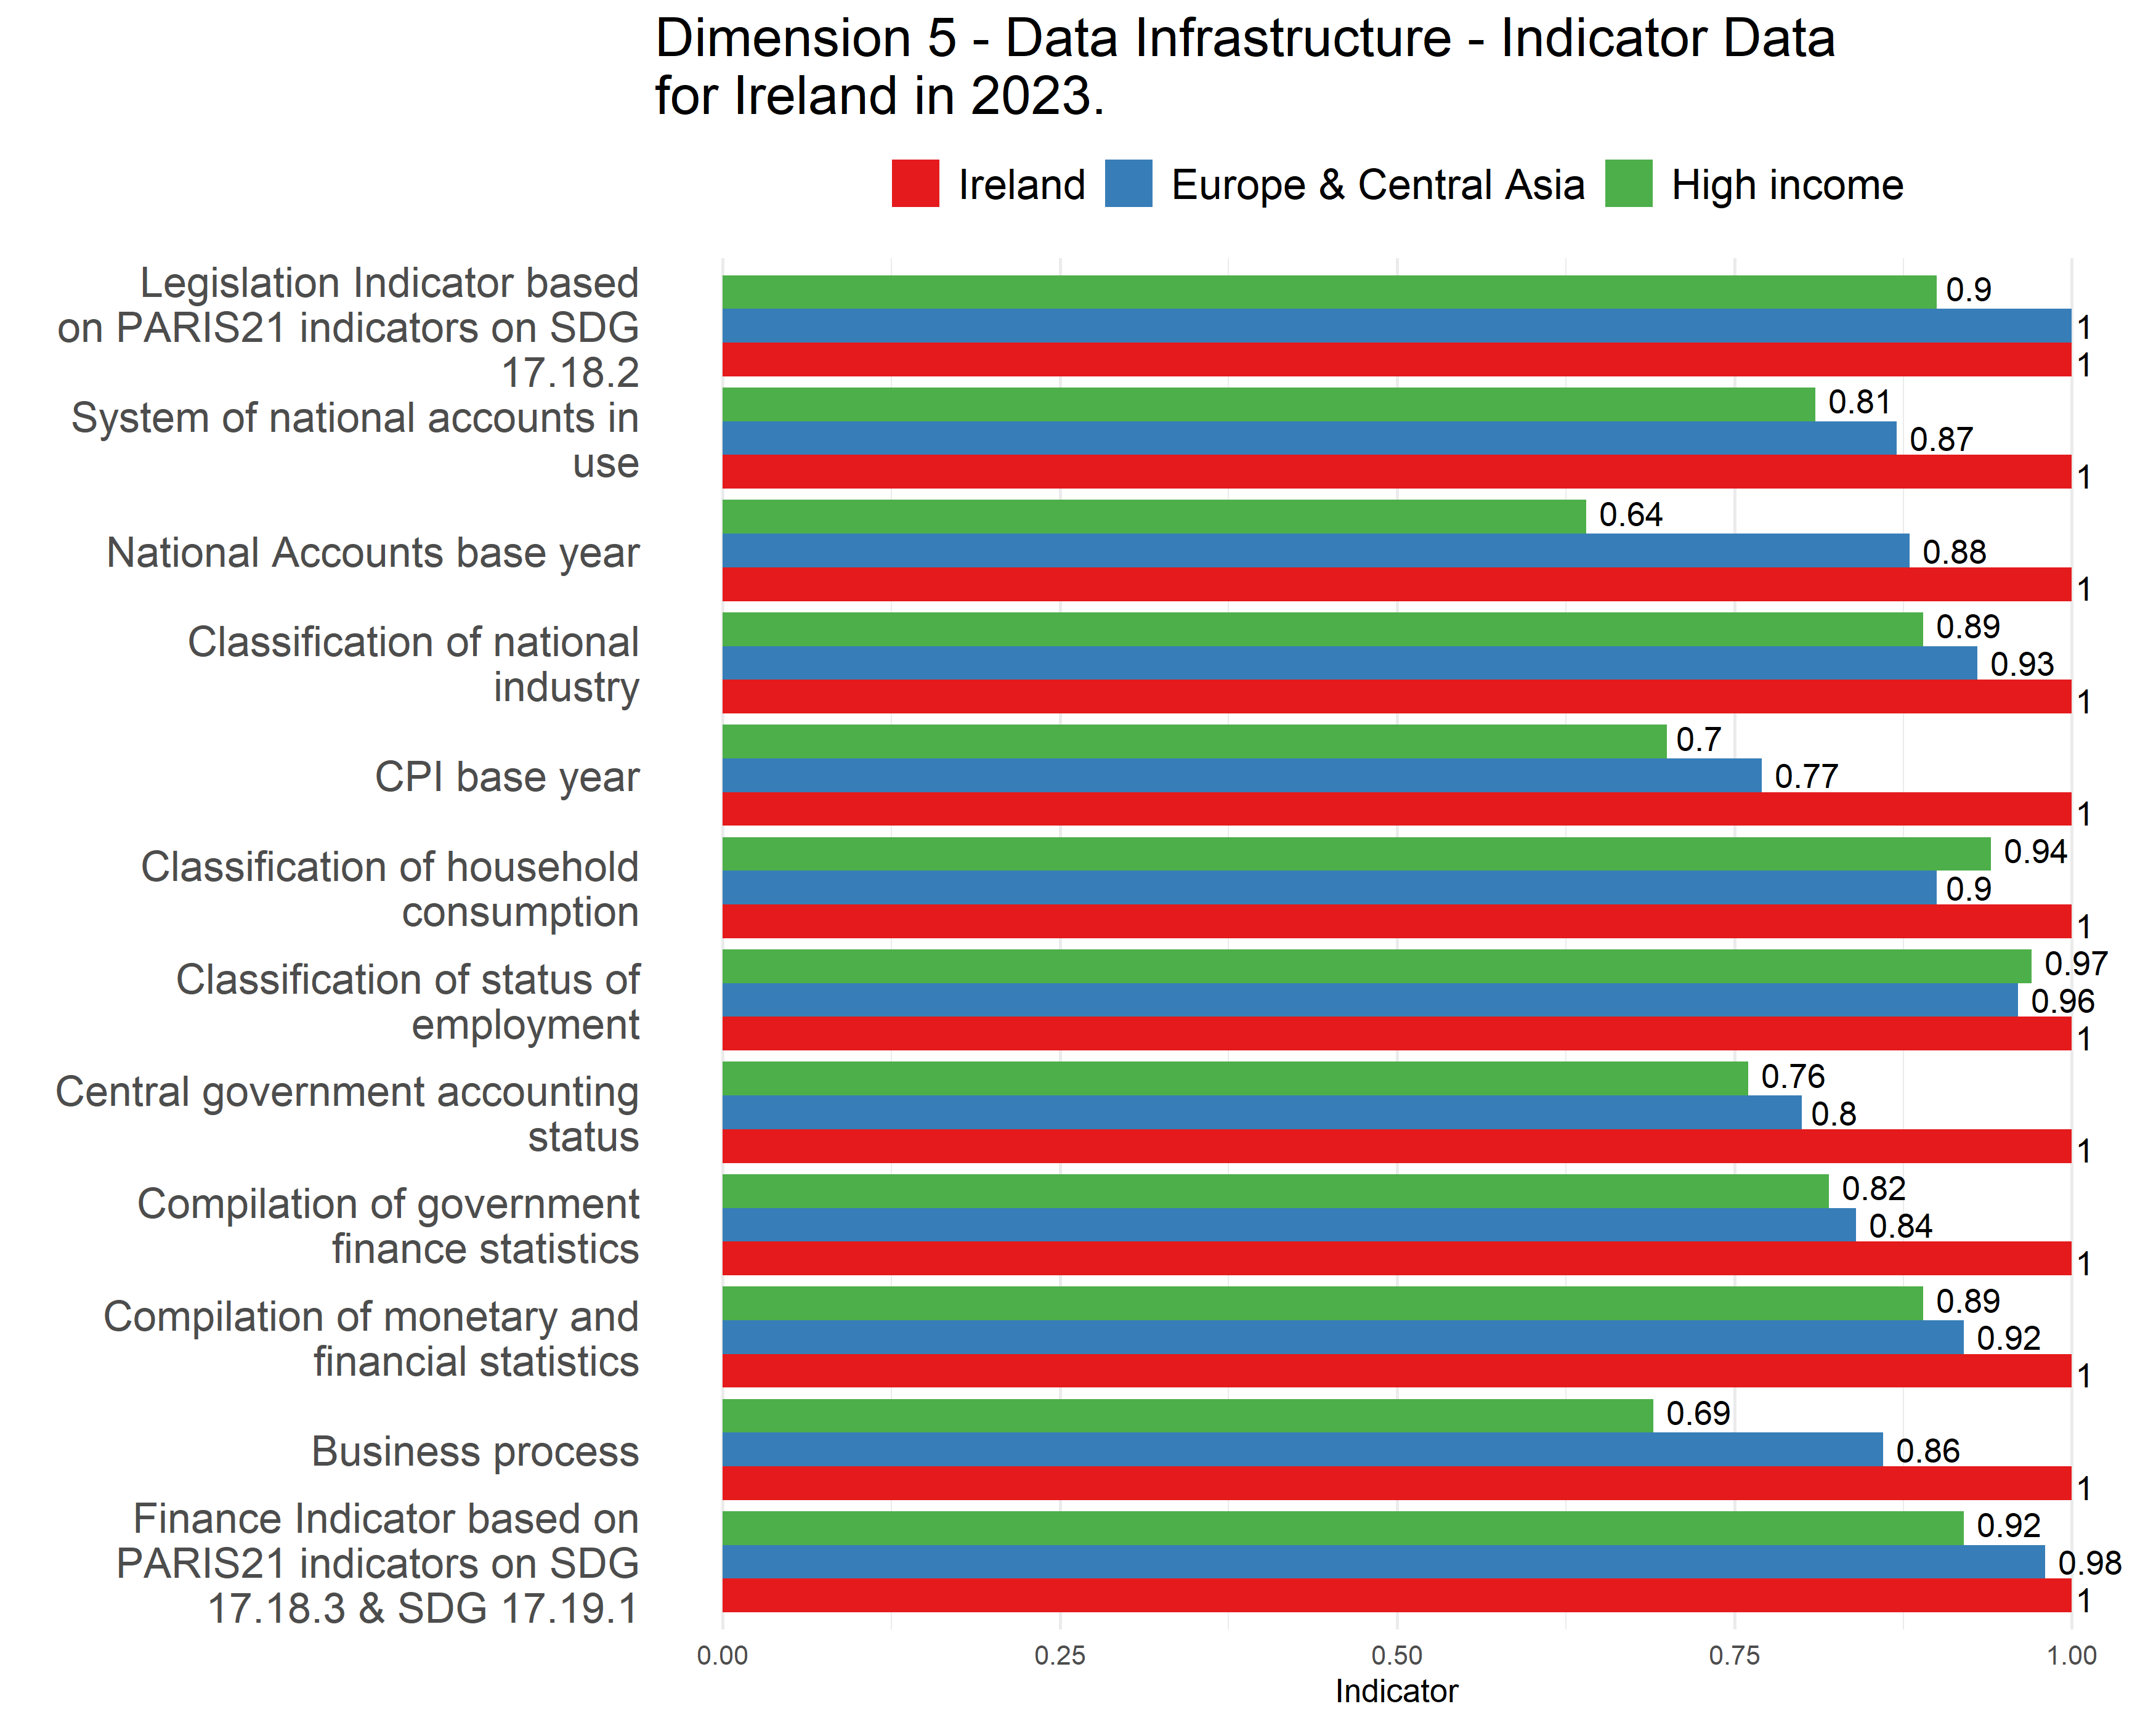 Dimension 5 - Data Infrastructure - Indicator Data
for Ireland in 2023.
Ireland Europe & Central Asia High income
Legislation Indicator based
on PARIS21 indicators on SDG
17.18.2
0.9
1
1
System of national accounts in
use
0.81
0.87
1
National Accounts base year
0.64
0.88
1
Classification of national
industry
0.89
0.93
1
CPI base year
0.7
0.77
1
Classification of household
consumption
0.94
0.9
1
Classification of status of
employment
0.97
0.96
1
Central government accounting
status
0.76
0.8
1
Compilation of government
finance statistics
0.82
0.84
1
Compilation of monetary and
financial statistics
0.89
0.92
1
Business process
0.69
0.86
1
Finance Indicator based on
PARIS21 indicators on SDG
17.18.3 & SDG 17.19.1
0.92
0.98
1
0.00 0.25 0.50 0.75 1.00
Indicator